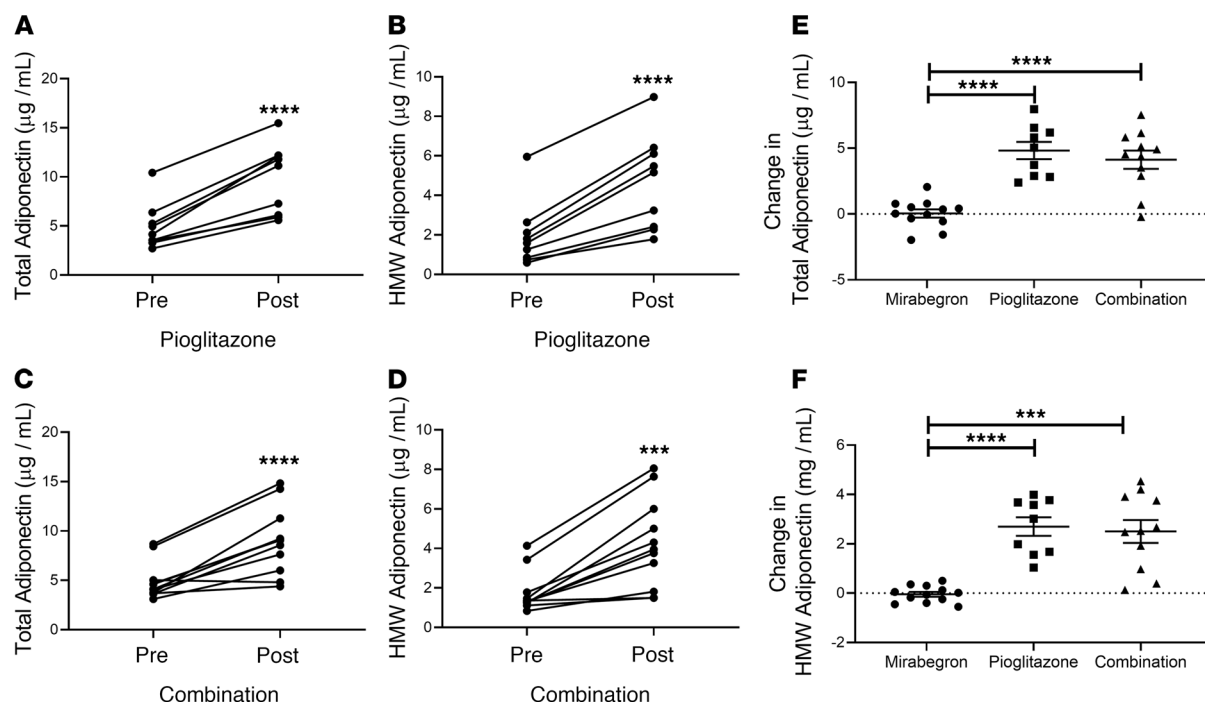 A
Total Adiponectin (μg /mL)
20
15
10
5
0
****
Pre
Post
Pioglitazone
B
HMW Adiponectin (μg /mL)
10
8
6
4
2
0
****
Pre
Post
Pioglitazone
E
Change in
Total Adiponectin (μg /mL)
10
5
0
-5
****
****
Mirabegron
Pioglitazone
Combination
C
Total Adiponectin (μg /mL)
20
15
10
5
0
****
Pre
Post
Combination
D
HMW Adiponectin (μg /mL)
10
8
6
4
2
0
***
Pre
Post
Combination
F
Change in
HMW Adiponectin (mg /mL)
6
4
2
0
-2
***
****
Mirabegron
Pioglitazone
Combination